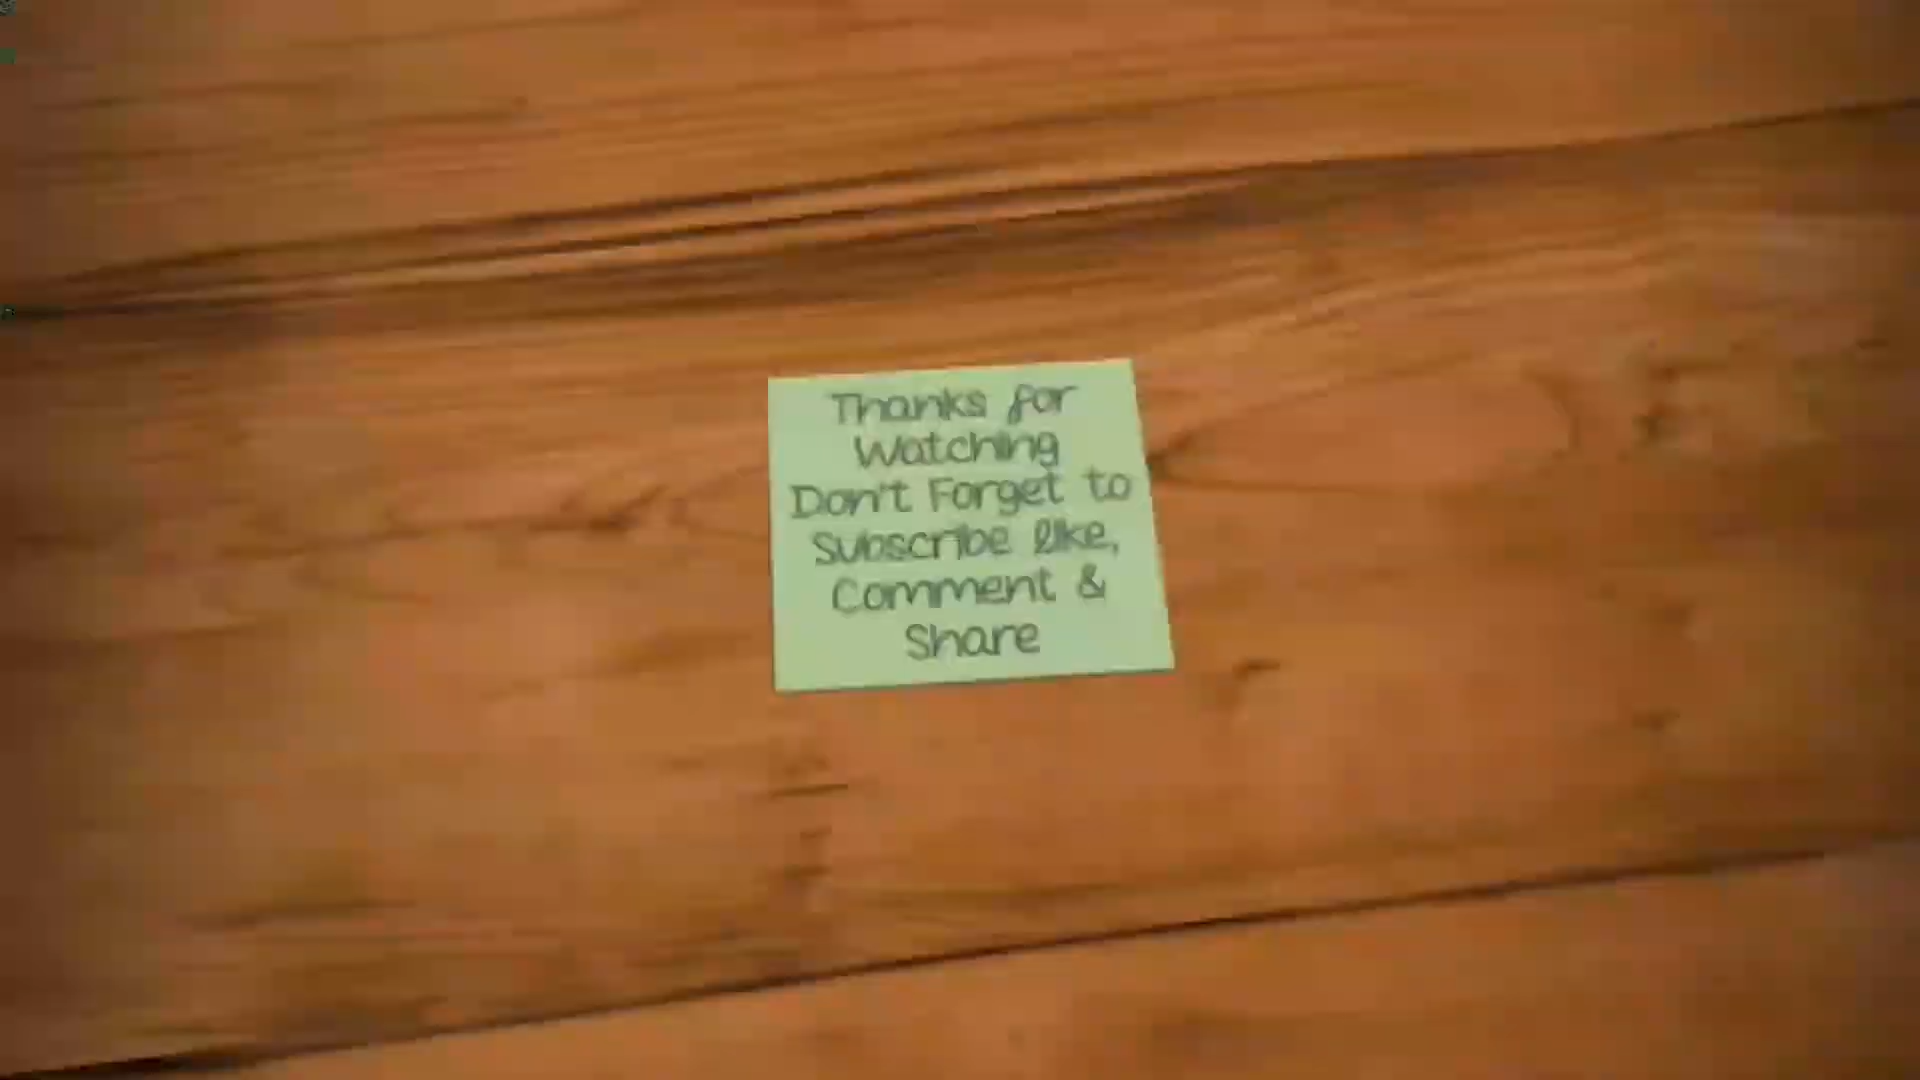 Thanks for
Watching
Don't Forget to
Subscribe like,
Comment &
Share